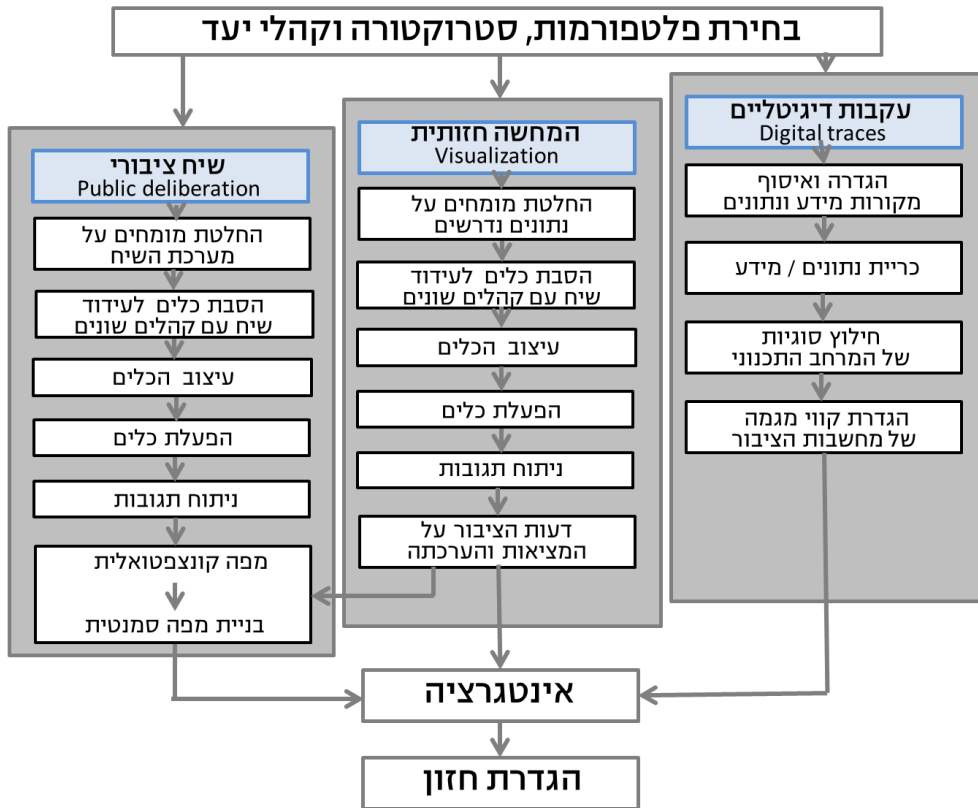 בחירת פלטפורמות, סטרוקטורה וקהלי יעד
עקבות דיגיטליים
Digital traces
הגדרה ואיסוף
מקורות מידע ונתונים
כריית נתונים / מידע
חילוץ סוגיות
של המרחב התכנוני
הגדרת קווי מגמה
של מחשבות הציבור
המחשה חזותית
Visualization
החלטת מומחים על
נתונים נדרשים
הסבת כלים לעידוד
שיח עם קהלים שונים
עיצוב הכלים
הפעלת כלים
ניתוח תגובות
דעות הציבור על
המציאות והערכתה
שיח ציבורי
Public deliberation
החלטת מומחים על
מערכת השיח
הסבת כלים לעידוד
שיח עם קהלים שונים
עיצוב הכלים
הפעלת כלים
ניתוח תגובות
מפה קונצפטואלית
בניית מפה סמנטית
אינטגרציה
הגדרת חזון